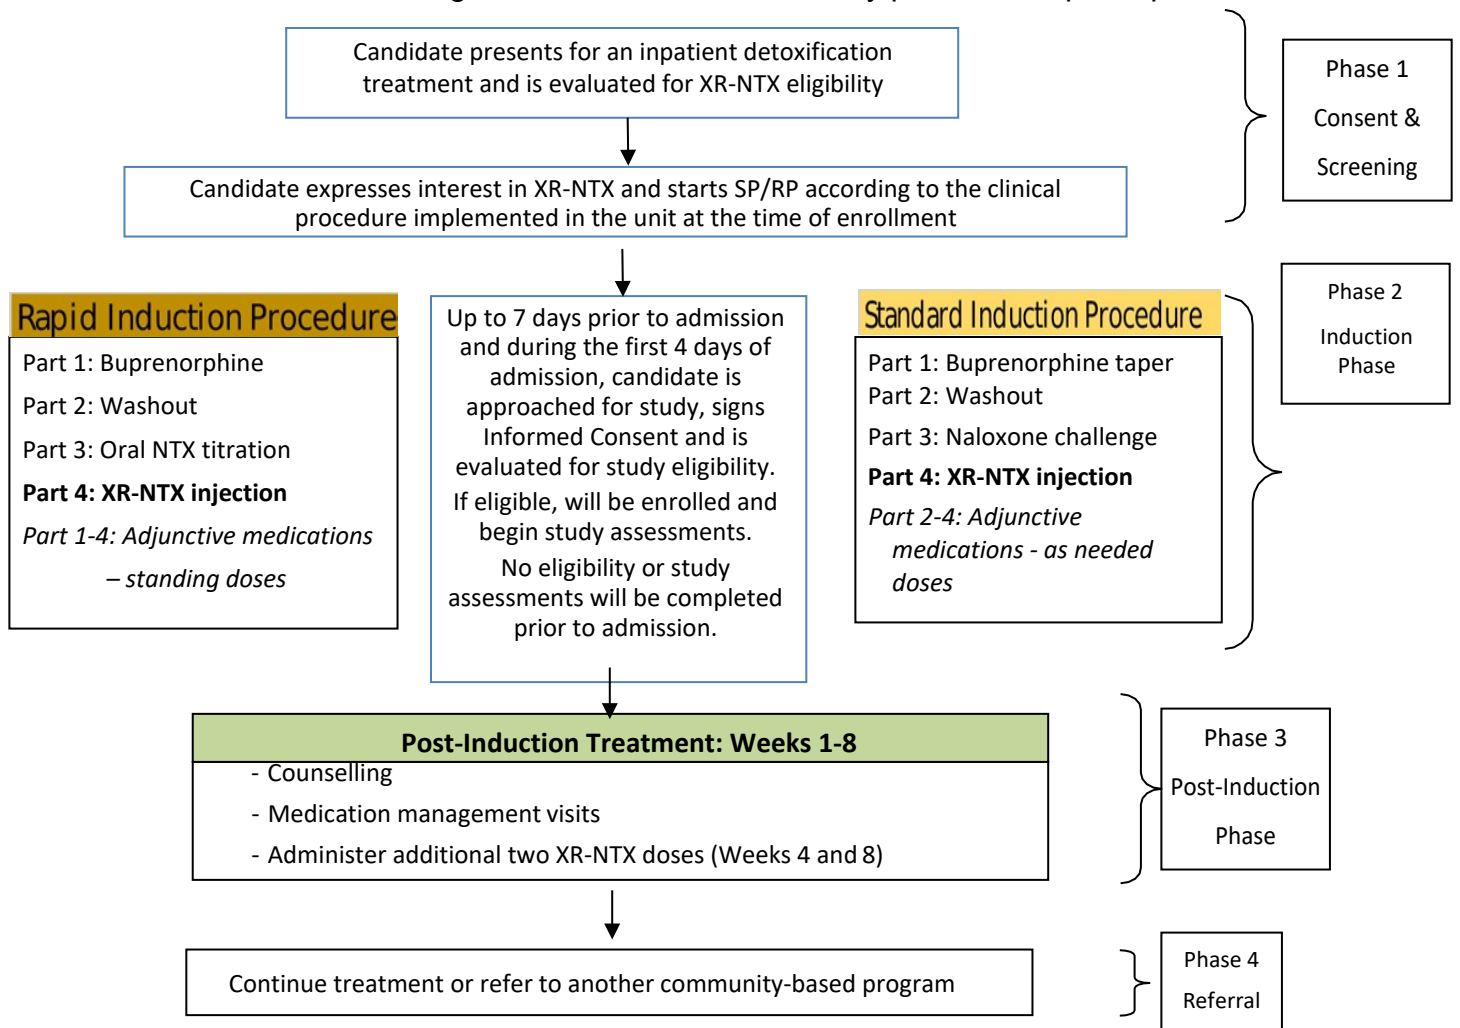 Candidate presents for an inpatient detoxification
treatment and is evaluated for XR-NTX eligibility
Phase 1
Consent &
Screening
Candidate expresses interest in XR-NTX and starts SP/RP according to the clinical
procedure implemented in the unit at the time of enrollment
Rapid Induction Procedure
Part 1: Buprenorphine
Part 2: Washout
Part 3: Oral NTX titration
Part 4: XR-NTX injection
Part 1-4: Adjunctive medications
– standing doses
Up to 7 days prior to admission
and during the first 4 days of
admission, candidate is
approached for study, signs
Informed Consent and is
evaluated for study eligibility.
If eligible, will be enrolled and
begin study assessments.
No eligibility or study
assessments will be completed
prior to admission.
Standard Induction Procedure
Part 1: Buprenorphine taper
Part 2: Washout
Part 3: Naloxone challenge
Part 4: XR-NTX injection
Part 2-4: Adjunctive
medications - as needed
doses
Phase 2
Induction
Phase
Post-Induction Treatment: Weeks 1-8
- Counselling
- Medication management visits
- Administer additional two XR-NTX doses (Weeks 4 and 8)
Phase 3
Post-Induction
Phase
Continue treatment or refer to another community-based program
Phase 4
Referral